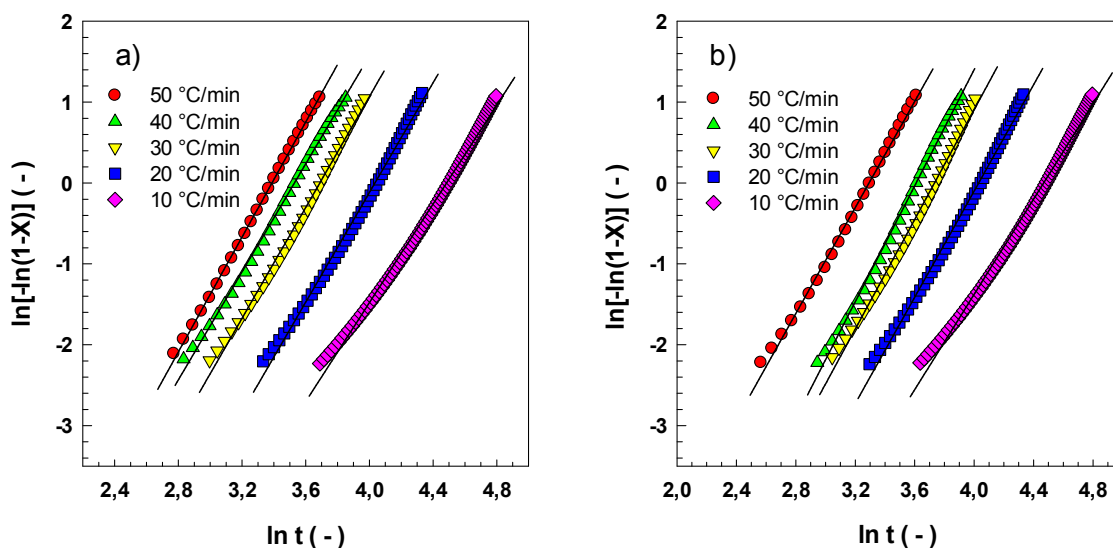 a)
50 °C/min
40 °C/min
30 °C/min
20 °C/min
10 °C/min
2
1
0
-1
-2
-3
ln[-ln(1-X)] ( - )
2,4 2,8 3,2 3,6 4,0 4,4 4,8
ln t ( - )
b)
50 °C/min
40 °C/min
30 °C/min
20 °C/min
10 °C/min
2
1
0
-1
-2
-3
ln[-ln(1-X)] ( - )
2,0 2,4 2,8 3,2 3,6 4,0 4,4 4,8
ln t ( - )